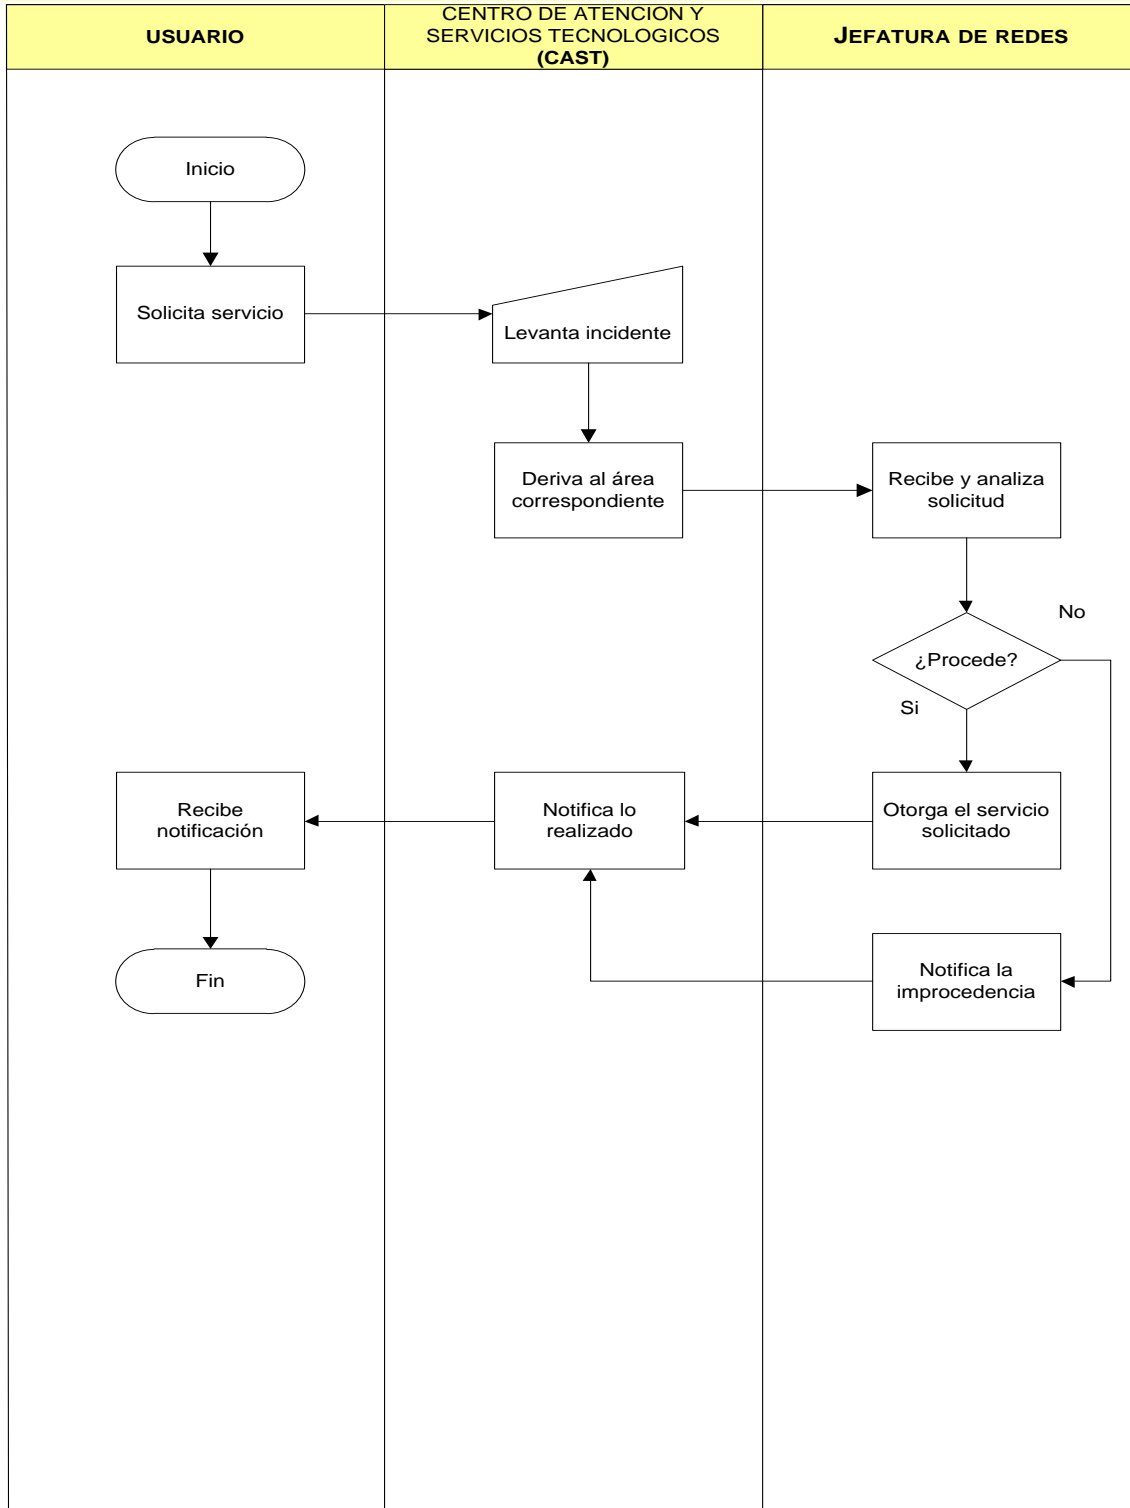 USUARIO
CENTRO DE ATENCION Y
SERVICIOS TECNOLOGICOS
(CAST)
JEFATURA DE REDES
Inicio
Solicita servicio
Levanta incidente
Deriva al área
correspondiente
Recibe y analiza
solicitud
No
¿Procede?
Si
Recibe
notificación
Notifica lo
realizado
Otorga el servicio
solicitado
Fin
Notifica la
improcedencia